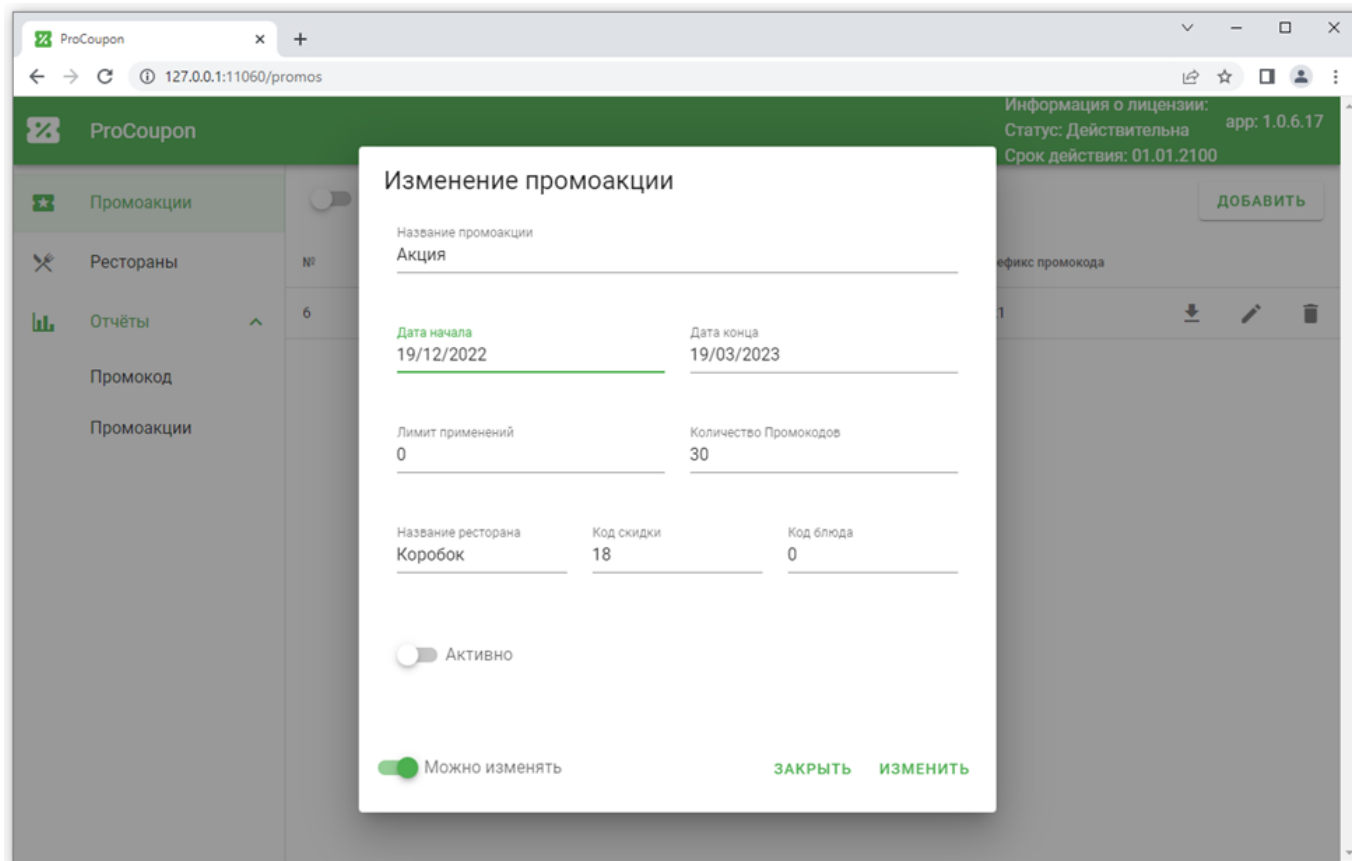 ProCoupon
127.0.0.1:11060/promos
ProCoupon
Информация о лицензии:
Статус: Действительна
Срок действия: 01.01.2100
app: 1.0.6.17
Промоакции
Рестораны
Отчёты
Промокод
Промоакции
ДОБАВИТЬ
№
ефикс промокода
6
1
Изменение промоакции
Название промоакции
Акция
Дата начала
19/12/2022
Дата конца
19/03/2023
Лимит применений
0
Количество Промокодов
30
Название ресторана
Коробок
Код скидки
18
Код блюда
0
Активно
Можно изменять
ЗАКРЫТЬ
ИЗМЕНИТЬ